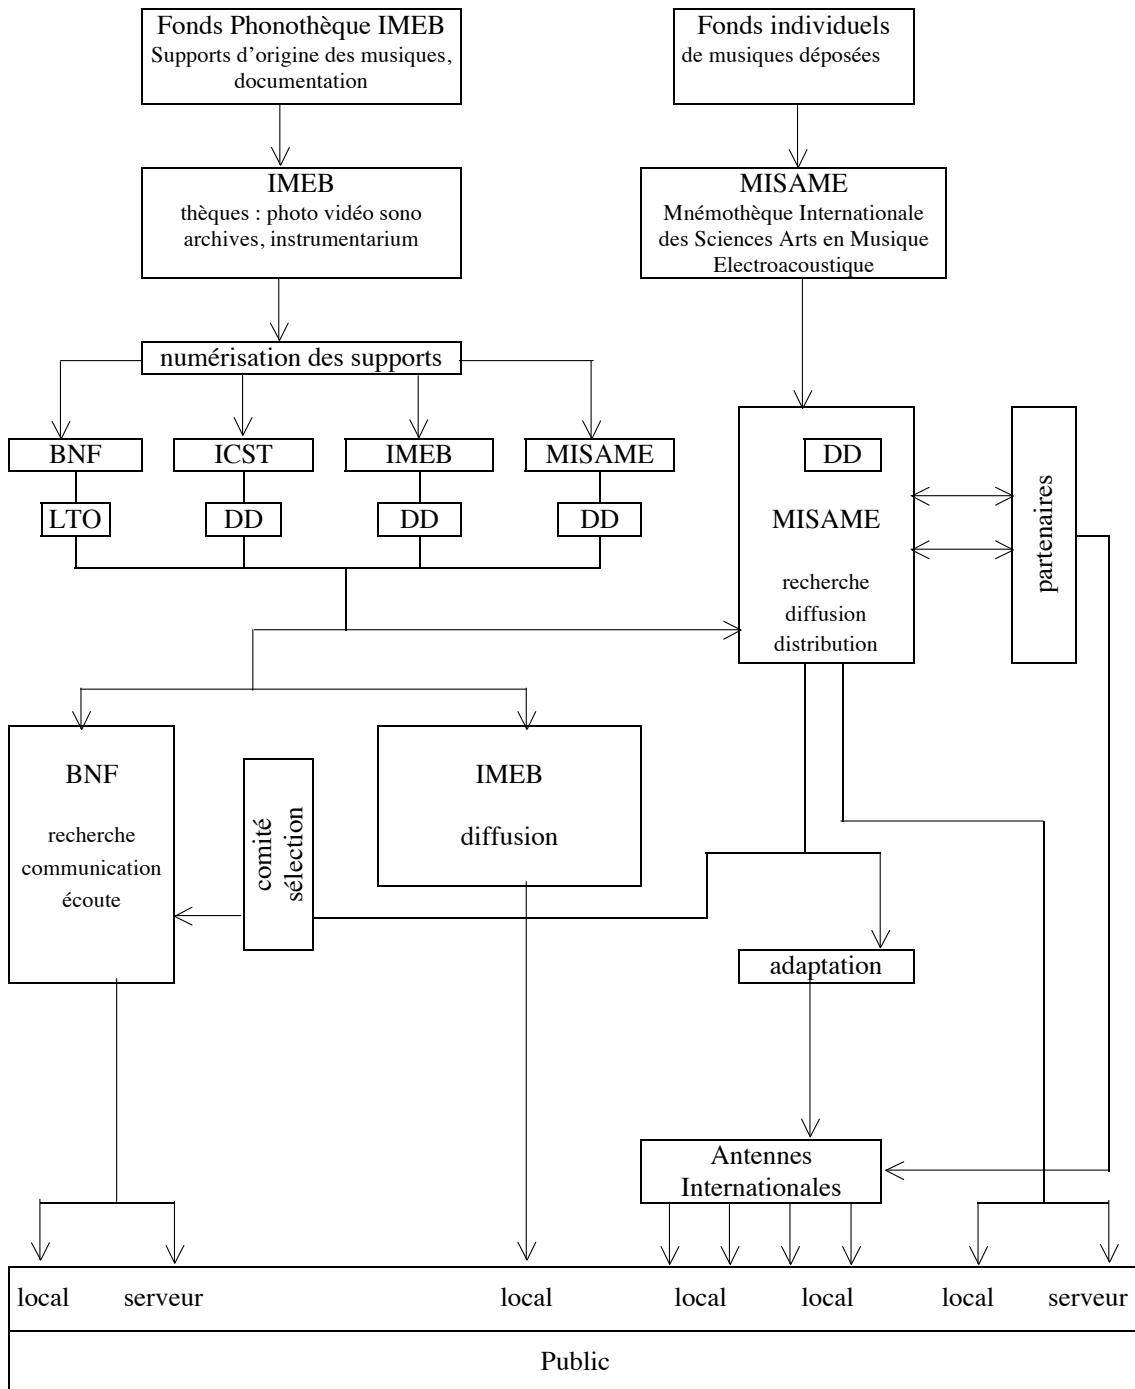 Fonds Phonothèque IMEB
Supports d'origine des musiques,
documentation
Fonds individuels
de musiques déposées
IMEB
thèques : photo vidéo sono
archives, instrumentarium
MISAME
Mnémothèque Internationale
des Sciences Arts en Musique
Electroacoustique
numérisation des supports
BNF
ICST
IMEB
MISAME
LTO
DD
DD
DD
DD
MISAME
recherche
diffusion
distribution
partenaires
BNF
recherche
communication
écoute
comité
sélection
IMEB
diffusion
adaptation
Antennes
Internationales
local
serveur
local
local
local
local
serveur
Public